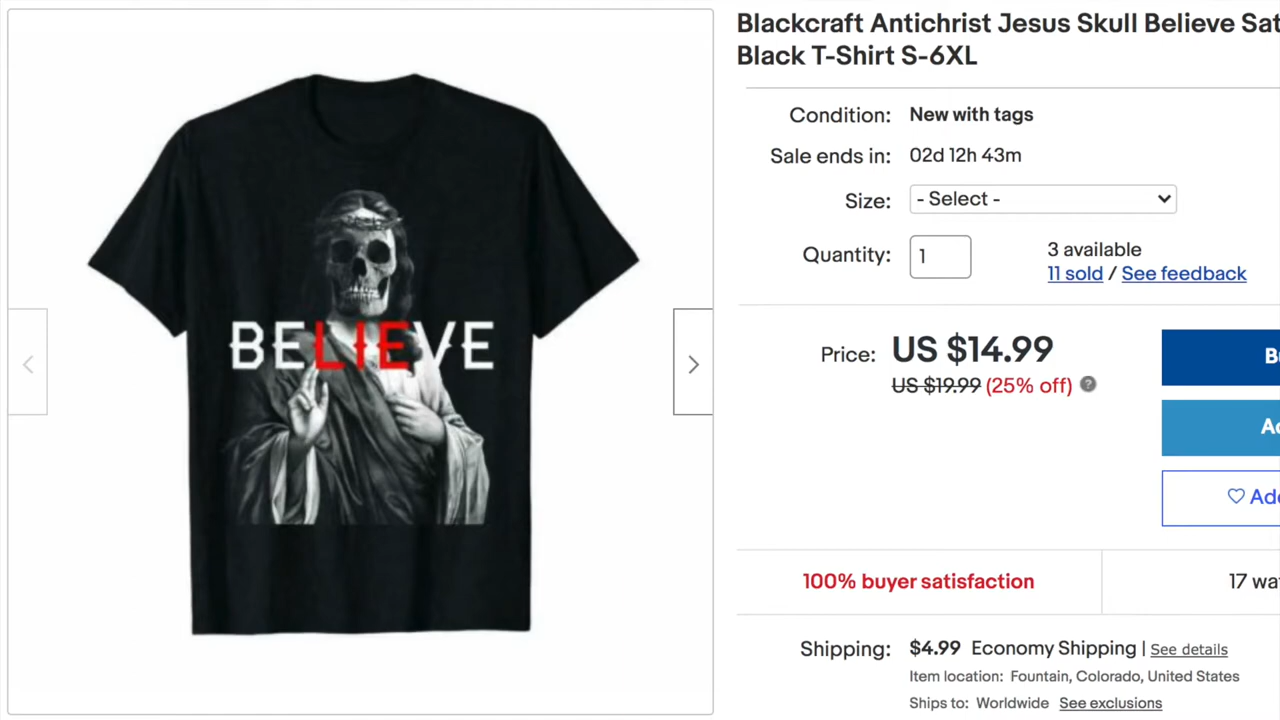 BELIEVE
Blackcraft Antichrist Jesus Skull Believe
Black T-Shirt S-6XL
Condition: New with tags
Sale ends in: 02d 12h 43m
Size: - Select -
Quantity: 1
3 available
11 sold / See feedback
Price: US $14.99
US $19.99 (25% off) ?
100% buyer satisfaction
17
Shipping: $4.99 Economy Shipping | See details
Item location: Fountain, Colorado, United States
Ships to: Worldwide See exclusions